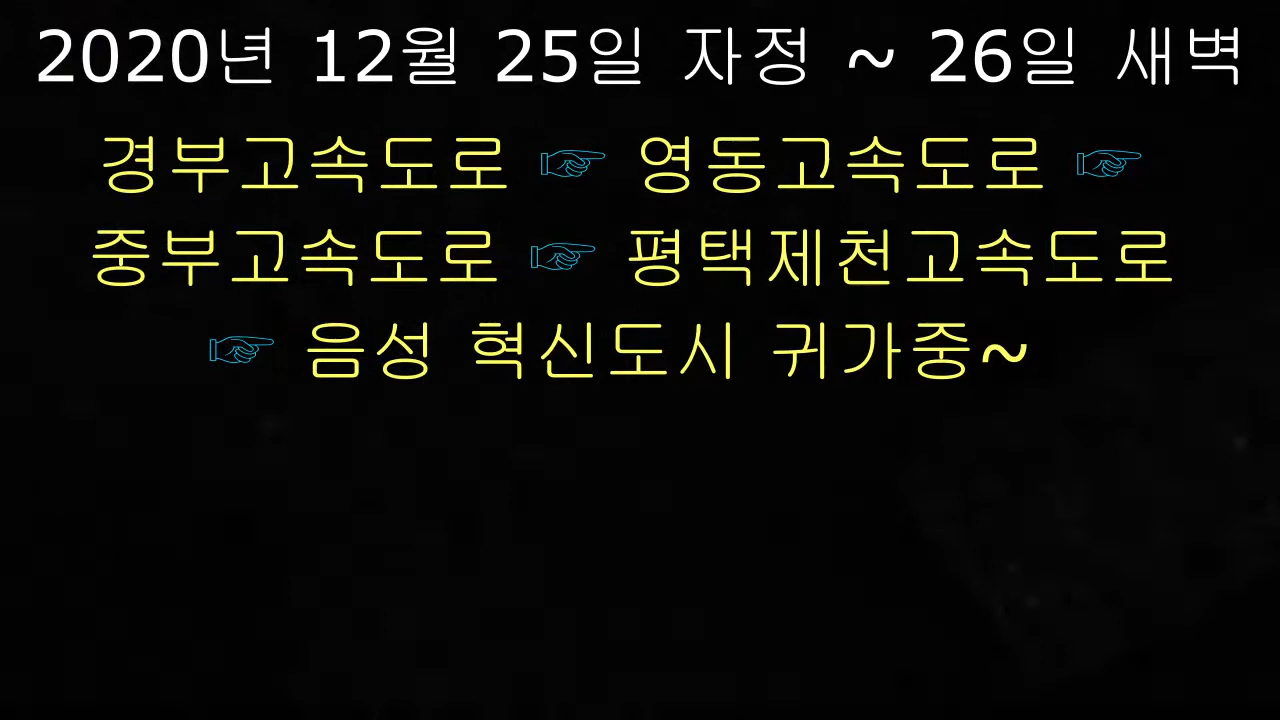 2020년 12월 25일 자정 ~ 26일 새벽
경부고속도로 ☞ 영동고속도로 ☞
중부고속도로 ☞ 평택제천고속도로
☞ 음성 혁신도시 귀가중~